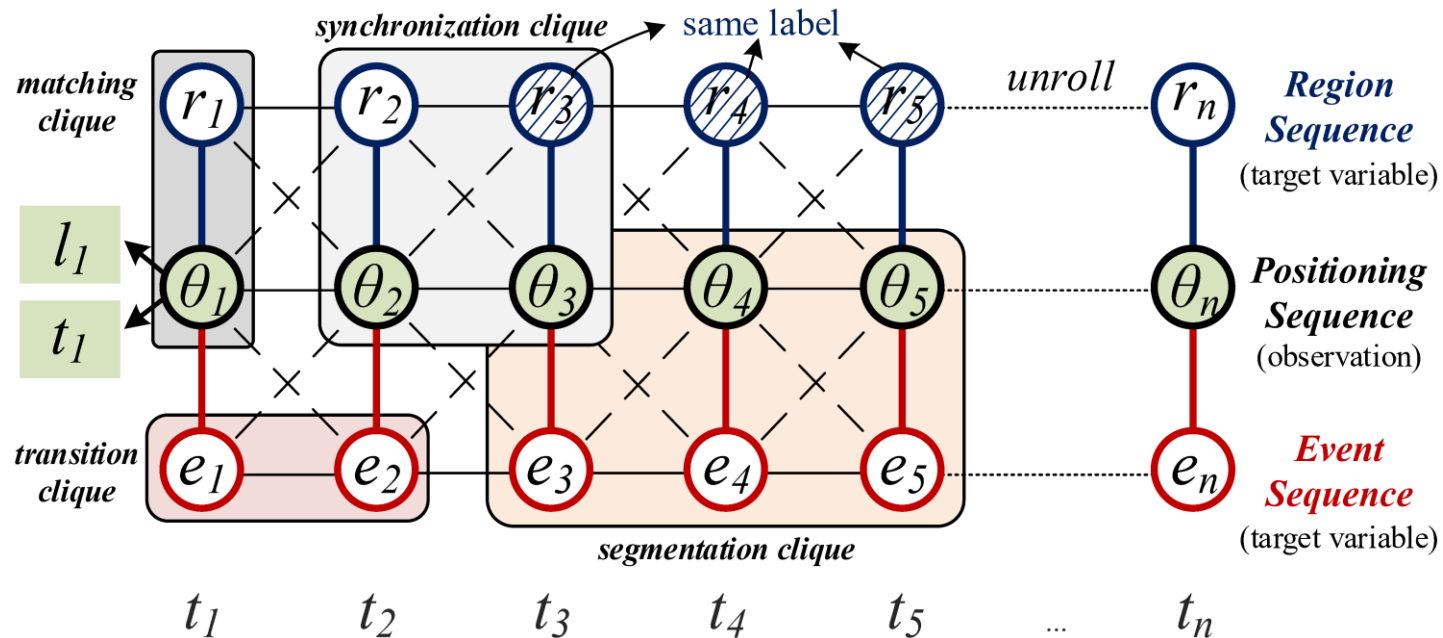 synchronization clique
same label
matching
clique
r1
r2
r3
r4
r5
unroll
rn
Region
Sequence
(target variable)
l1
t1
θ1
θ2
θ3
θ4
θ5
θn
Positioning
Sequence
(observation)
transition
clique
e1
e2
e3
e4
e5
en
Event
Sequence
(target variable)
segmentation clique
t1 t2 t3 t4 t5 ... tn